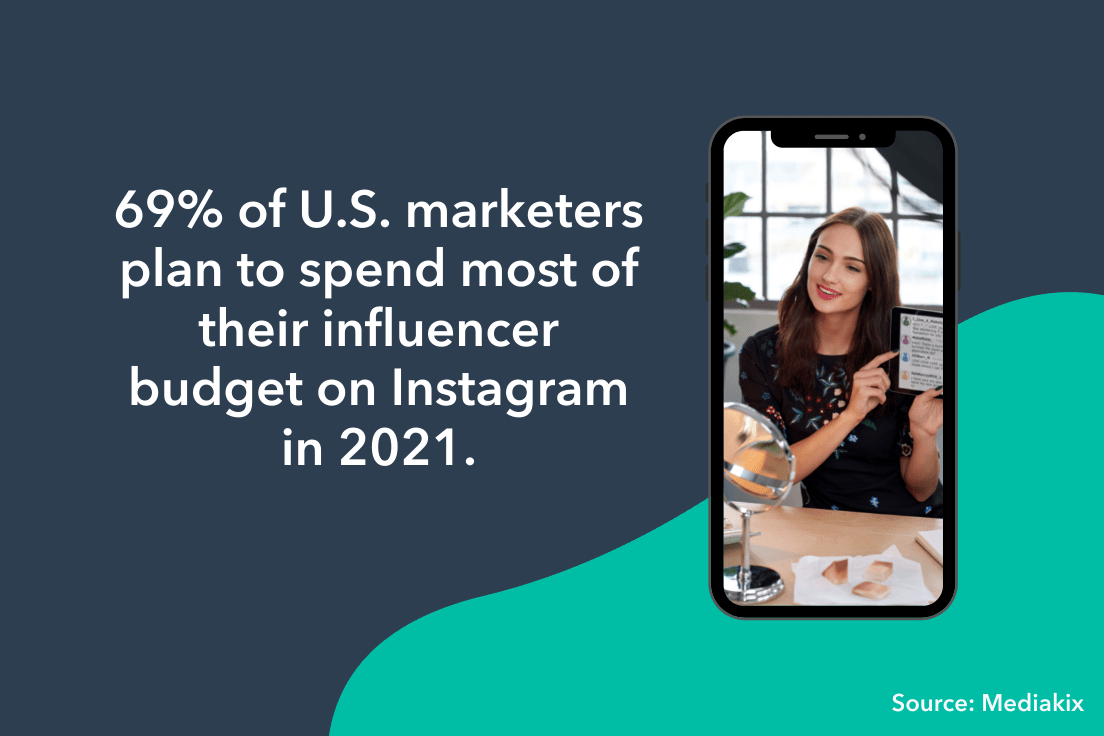 69% of U.S. marketers
plan to spend most of
their influencer
budget on Instagram
in 2021.
Source: Mediakix